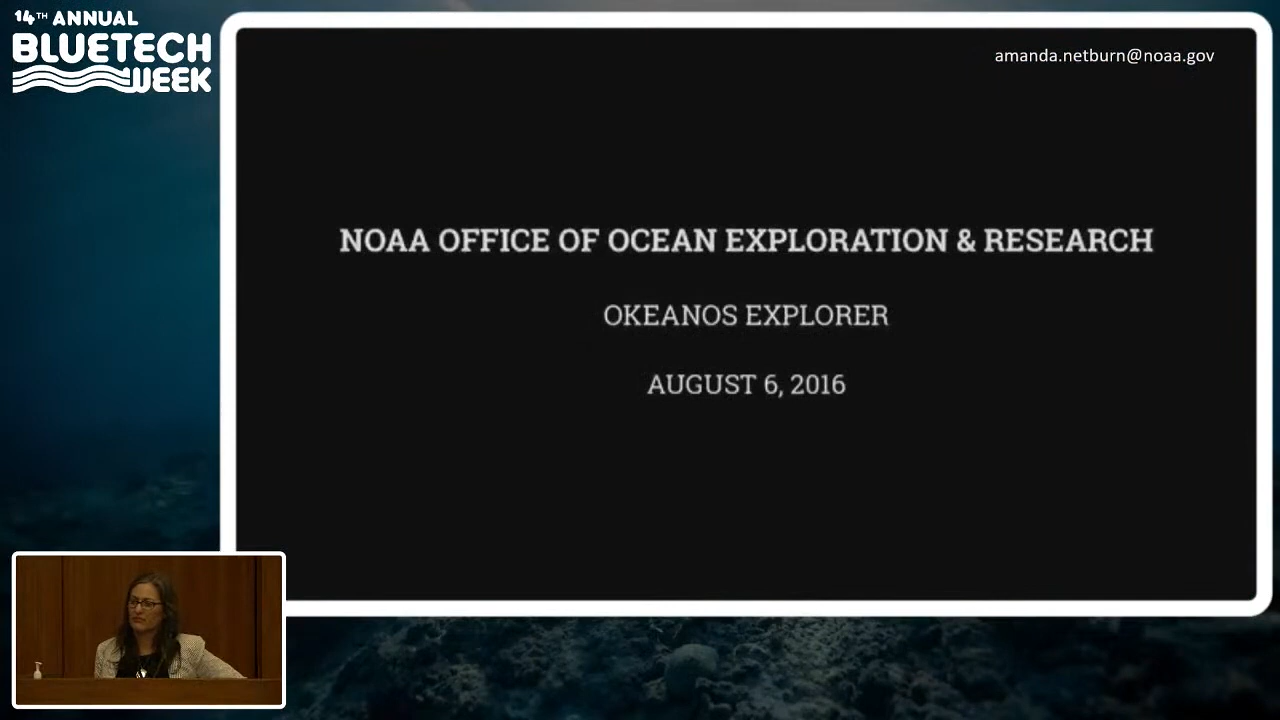 14TH ANNUAL
BLUETECH
WEEK
amanda.netburn@noaa.gov
NOAA OFFICE OF OCEAN EXPLORATION & RESEARCH
OKEANOS EXPLORER
AUGUST 6, 2016